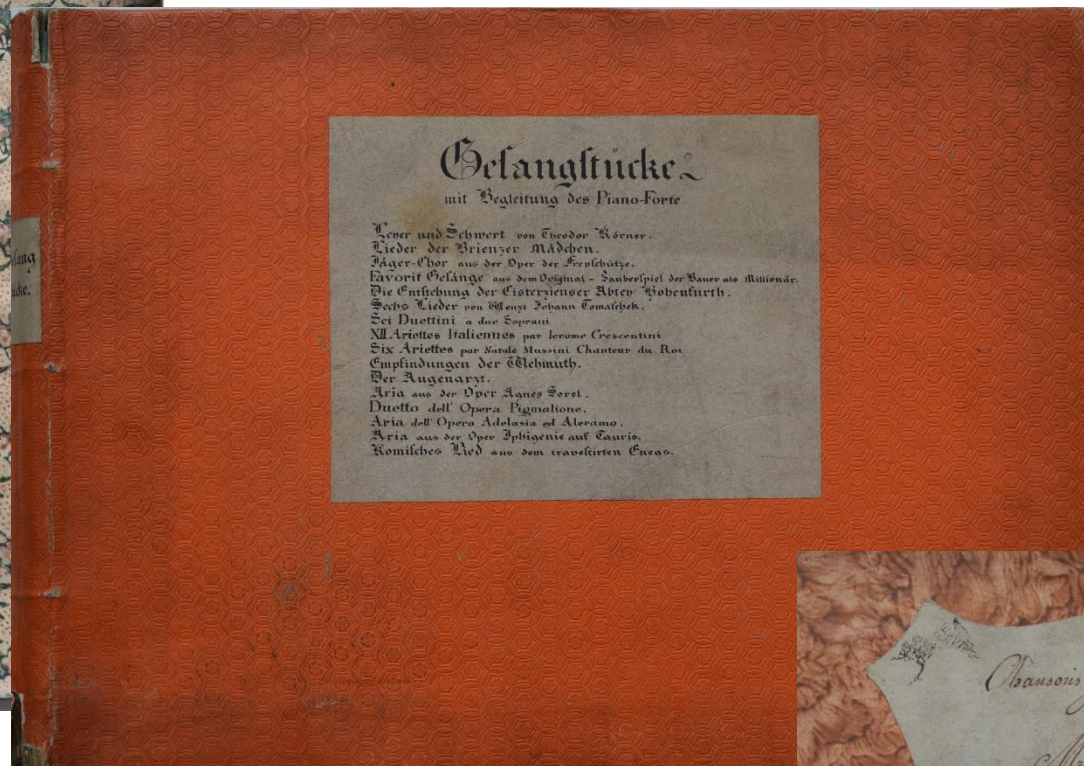 Gesangstücke
mit Begleitung des Piano-Forte
Leyer und Schwert von Theodor Körner.
Lieder der Brienzer Mädchen.
Jäger-Chor aus der Oper der Freyschütze.
Favorit Gesänge aus dem Original-Zauberspiel der Bauer als Millionär.
Die Entstehung der Cisterzienser Abtey Hohenfurth.
Sechs Lieder von Wenzl Johann Tomaschek.
Sei Duettini a due Soprani
XII Ariettes Italiennes par Jerome Crescentini
Six Ariettes par Natale Mussini Chanteur du Roi
Empfindungen der Wehmuth.
Der Augenarzt.
Aria aus der Oper Agnes Sorel.
Duetto dell' Opera Pigmalione.
Aria dell' Opera Adelasia ed Aleramo.
Aria aus der Oper Iphigenie auf Tauris.
Komisches Lied aus dem travestirten Eneas.
sang
cke.
Chansons